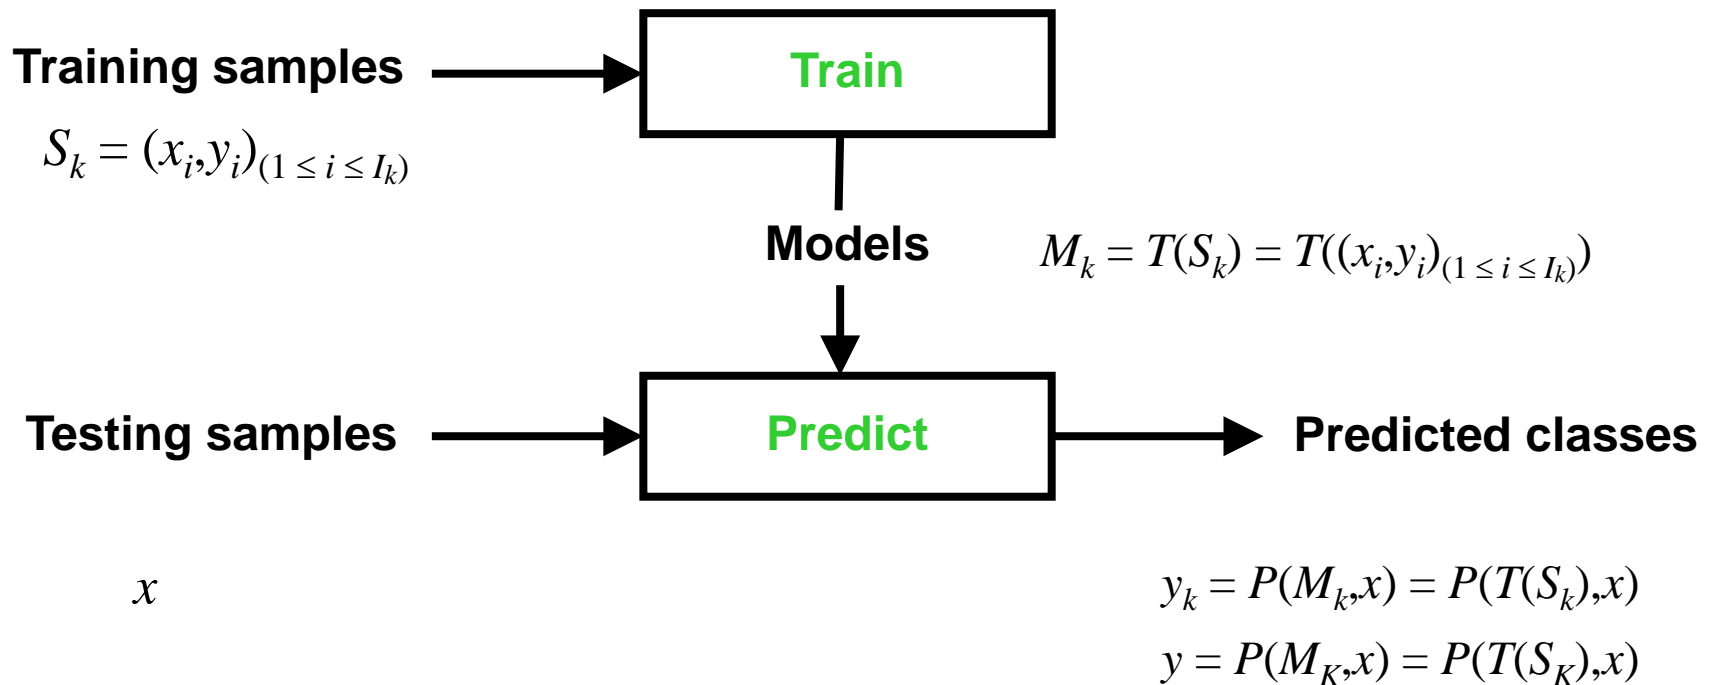 Training samples
Train
S_k = (x_i,y_i)_(1 ≤ i ≤ I_k)
Models
M_k = T(S_k) = T((x_i,y_i)_(1 ≤ i ≤ I_k))
Testing samples
Predict
Predicted classes
x
y_k = P(M_k,x) = P(T(S_k),x)
y = P(M_K,x) = P(T(S_K),x)